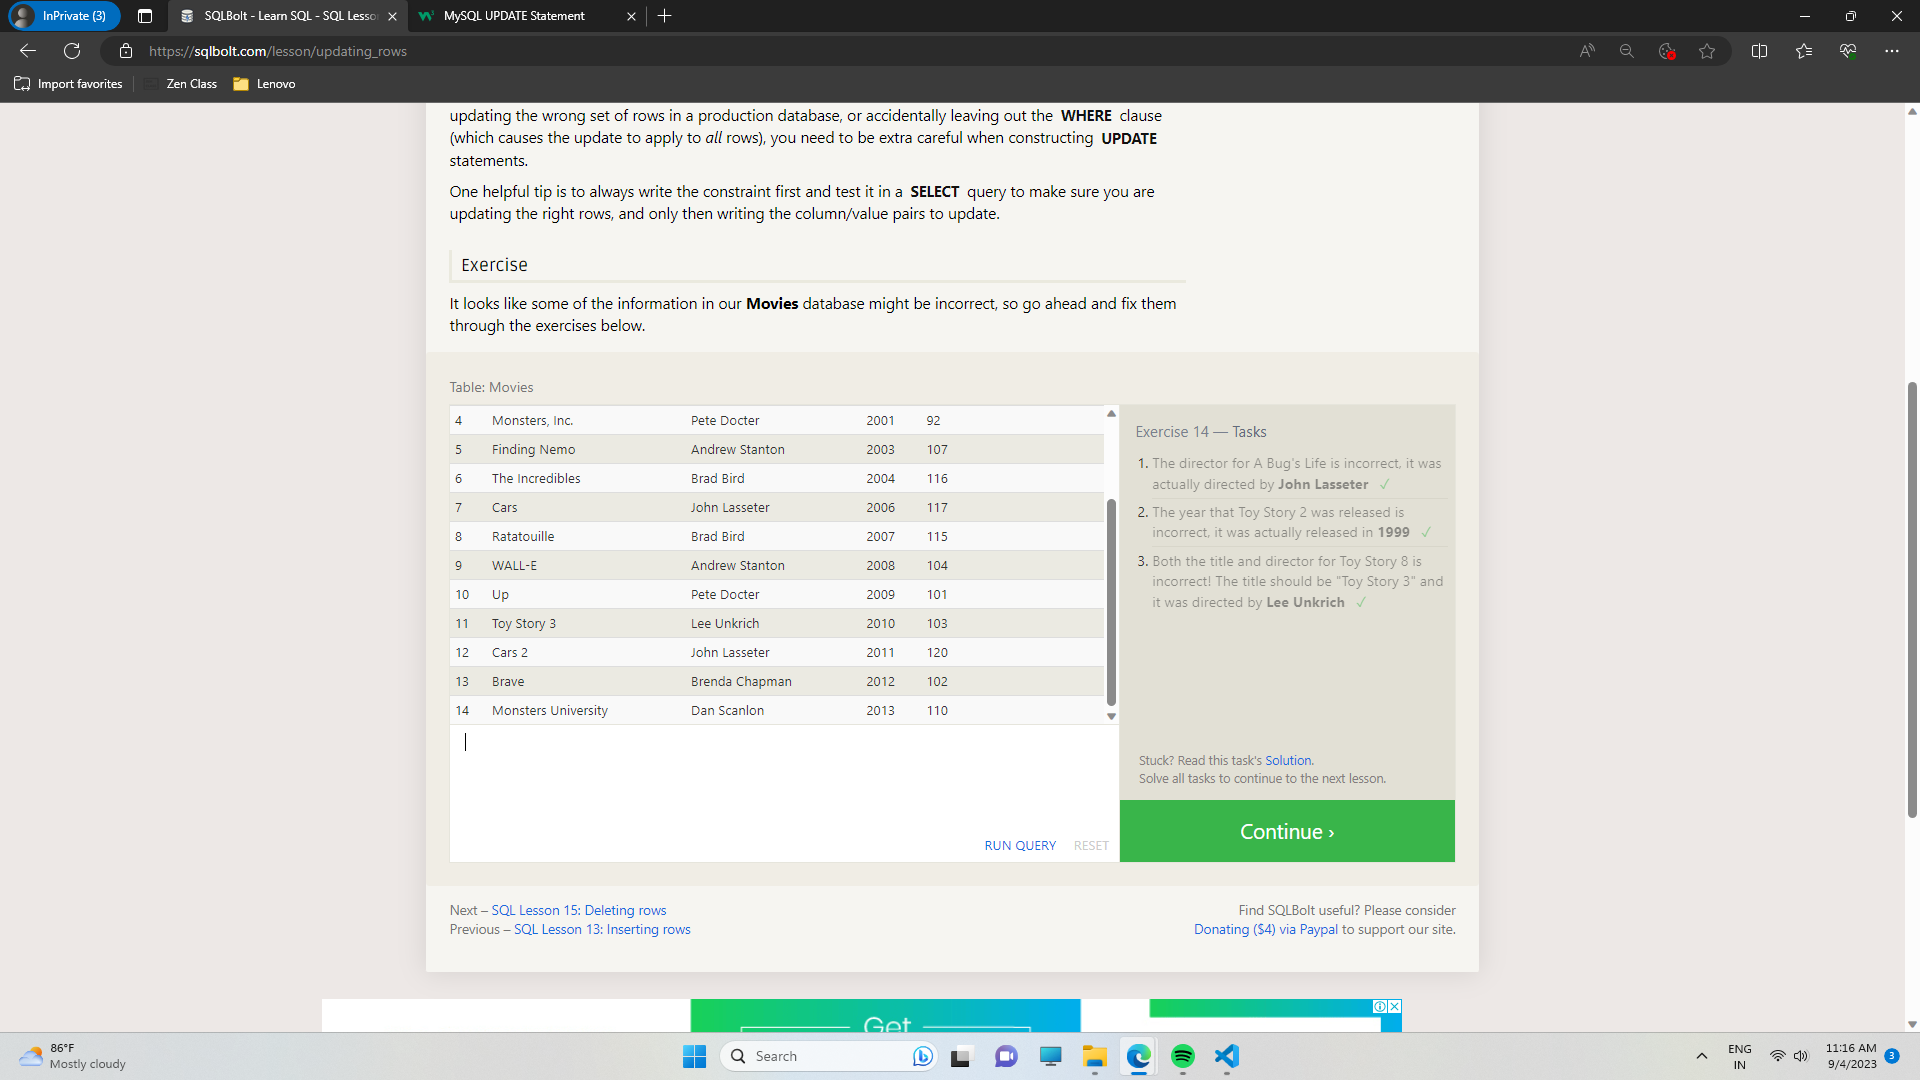 InPrivate (3)
SQLBolt - Learn SQL - SQL Lesso
MySQL UPDATE Statement
https://sqlbolt.com/lesson/updating_rows
Import favorites
Zen Class
Lenovo
updating the wrong set of rows in a production database, or accidentally leaving out the WHERE clause
(which causes the update to apply to all rows), you need to be extra careful when constructing UPDATE
statements.
One helpful tip is to always write the constraint first and test it in a SELECT query to make sure you are
updating the right rows, and only then writing the column/value pairs to update.
Exercise
It looks like some of the information in our Movies database might be incorrect, so go ahead and fix them
through the exercises below.
Table: Movies
4 Monsters, Inc. Pete Docter 2001 92
5 Finding Nemo Andrew Stanton 2003 107
6 The Incredibles Brad Bird 2004 116
7 Cars John Lasseter 2006 117
8 Ratatouille Brad Bird 2007 115
9 WALL-E Andrew Stanton 2008 104
10 Up Pete Docter 2009 101
11 Toy Story 3 Lee Unkrich 2010 103
12 Cars 2 John Lasseter 2011 120
13 Brave Brenda Chapman 2012 102
14 Monsters University Dan Scanlon 2013 110
RUN QUERY RESET
Exercise 14 — Tasks
1. The director for A Bug's Life is incorrect, it was
actually directed by John Lasseter ✓
2. The year that Toy Story 2 was released is
incorrect, it was actually released in 1999 ✓
3. Both the title and director for Toy Story 8 is
incorrect! The title should be "Toy Story 3" and
it was directed by Lee Unkrich ✓
Stuck? Read this task's Solution.
Solve all tasks to continue to the next lesson.
Continue ›
Next – SQL Lesson 15: Deleting rows
Previous – SQL Lesson 13: Inserting rows
Find SQLBolt useful? Please consider
Donating ($4) via Paypal to support our site.
Get
86°F
Mostly cloudy
Search
ENG
IN
11:16 AM
9/4/2023
3